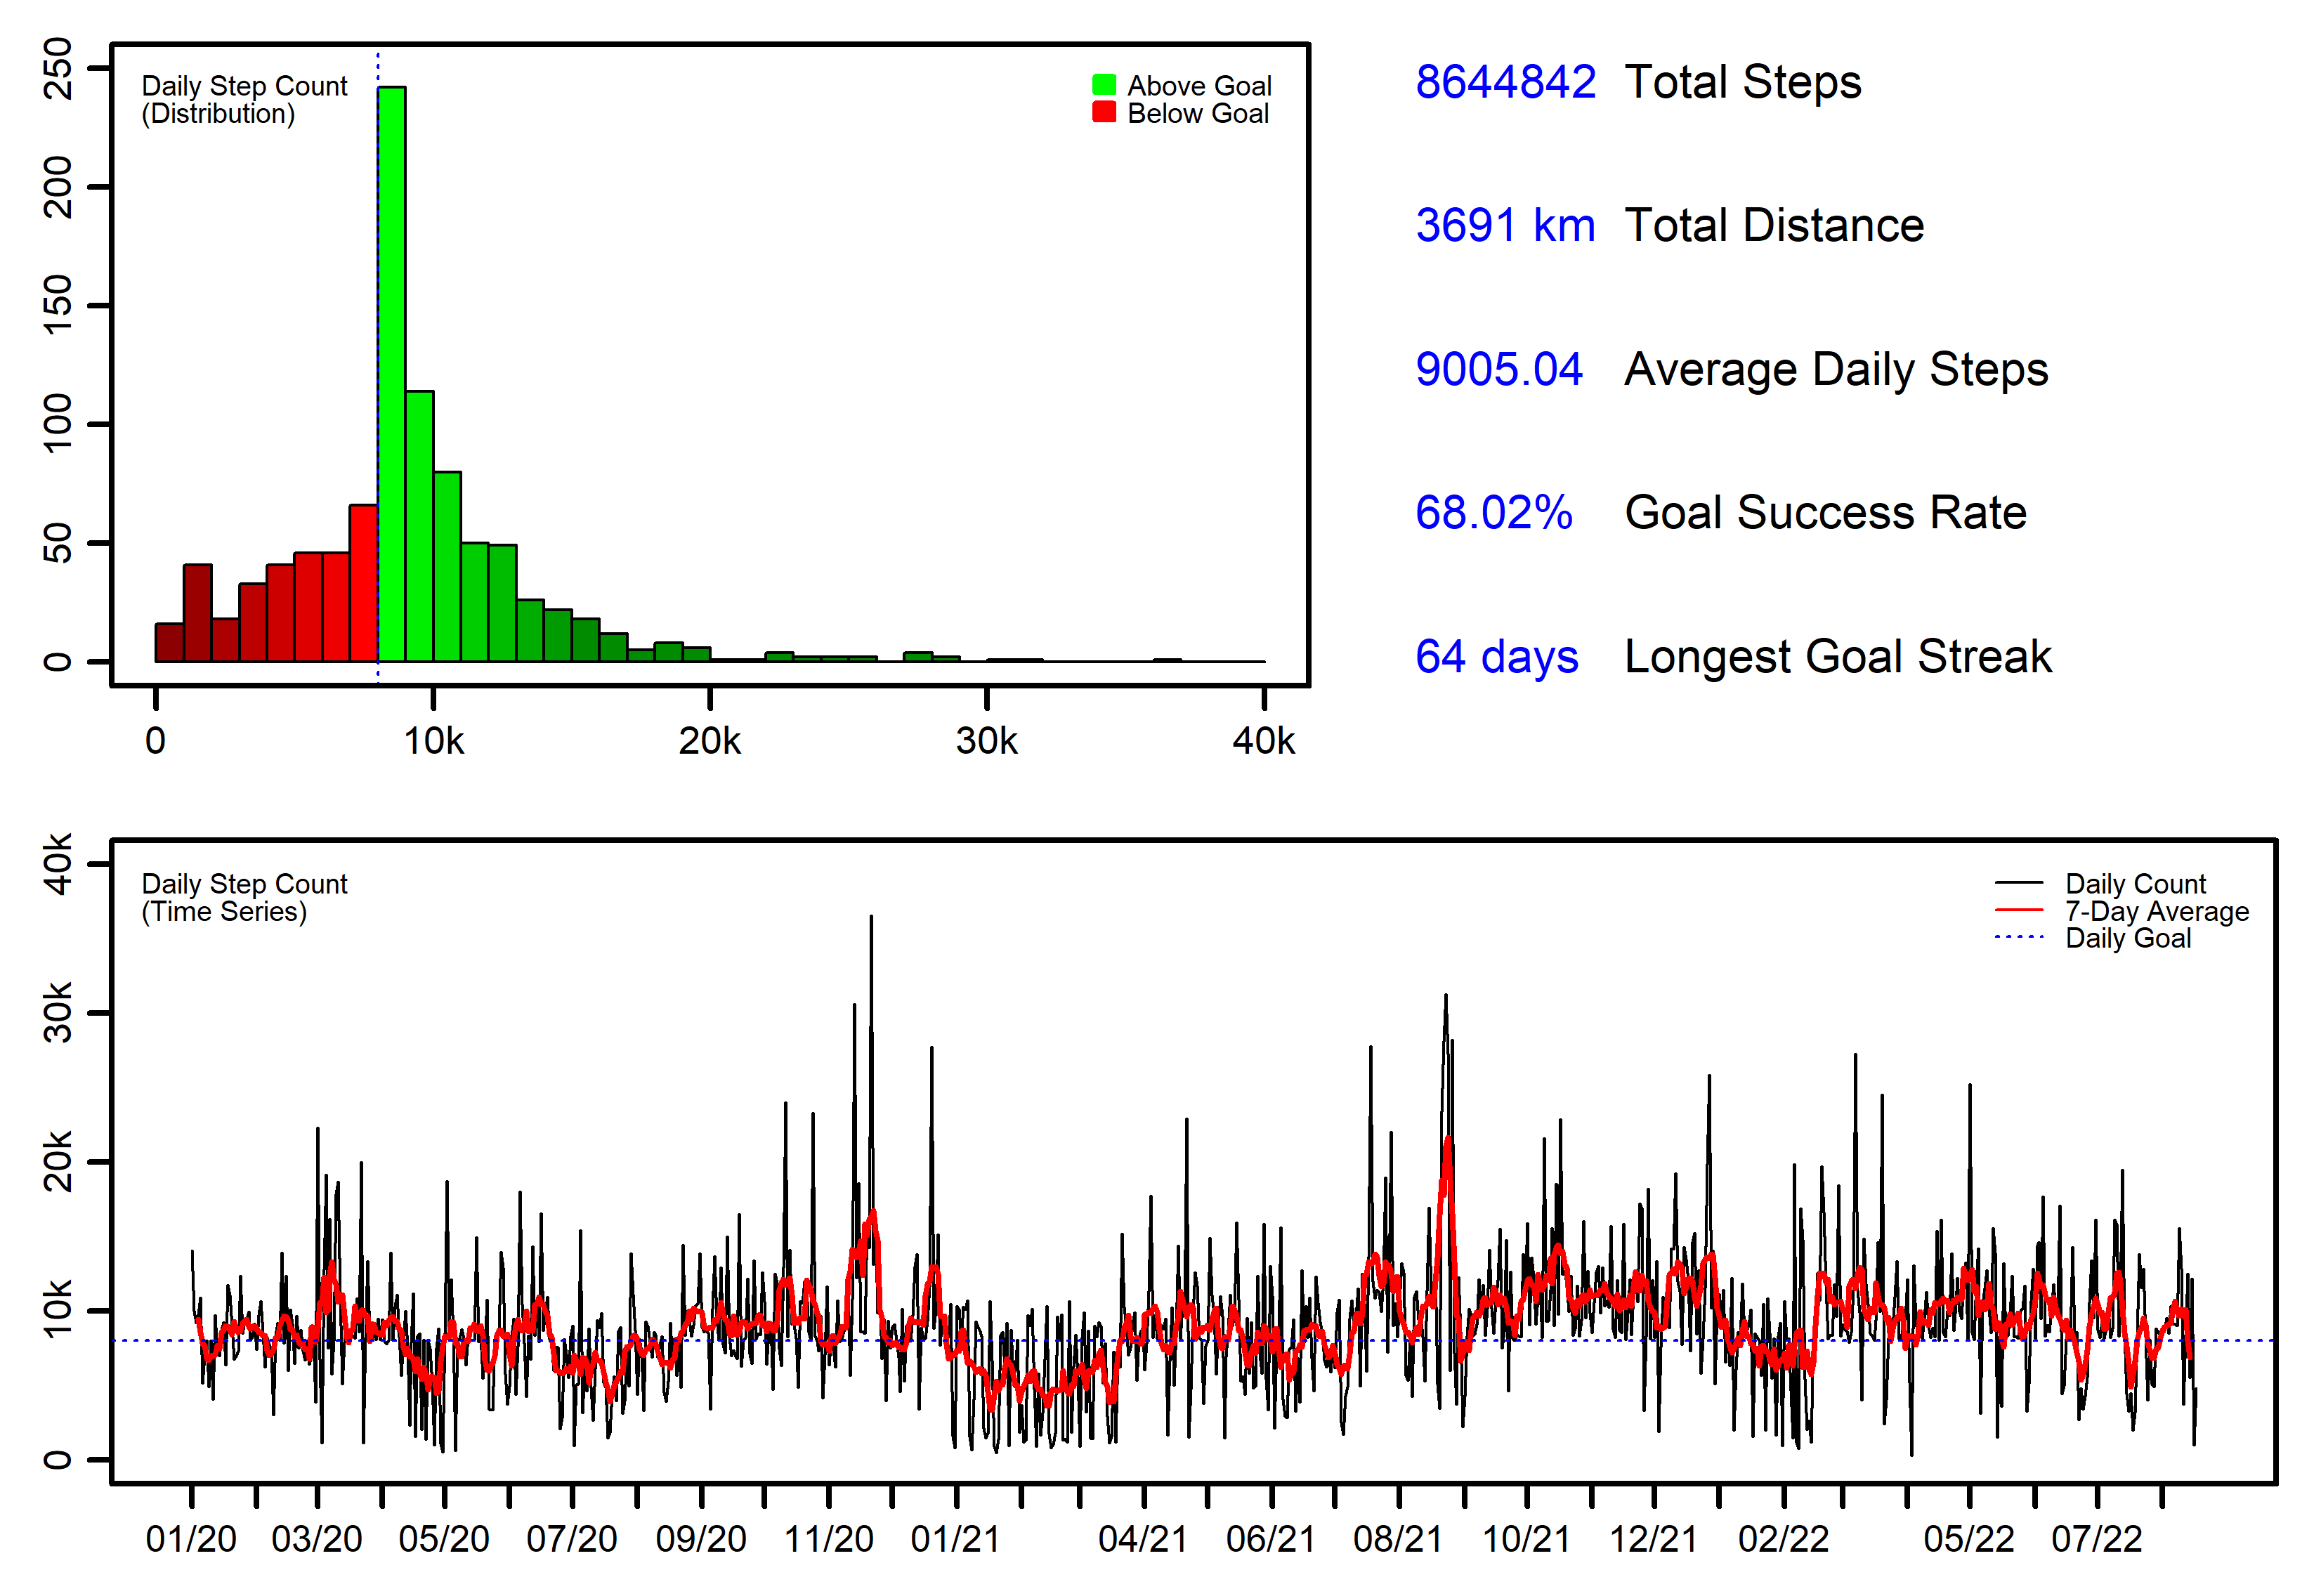 Daily Step Count
(Distribution)
Above Goal
Below Goal
250
200
150
100
50
0
0 10k 20k 30k 40k
8644842 Total Steps
3691 km Total Distance
9005.04 Average Daily Steps
68.02% Goal Success Rate
64 days Longest Goal Streak
Daily Step Count
(Time Series)
Daily Count
7-Day Average
Daily Goal
40k
30k
20k
10k
0
01/20 03/20 05/20 07/20 09/20 11/20 01/21 04/21 06/21 08/21 10/21 12/21 02/22 05/22 07/22